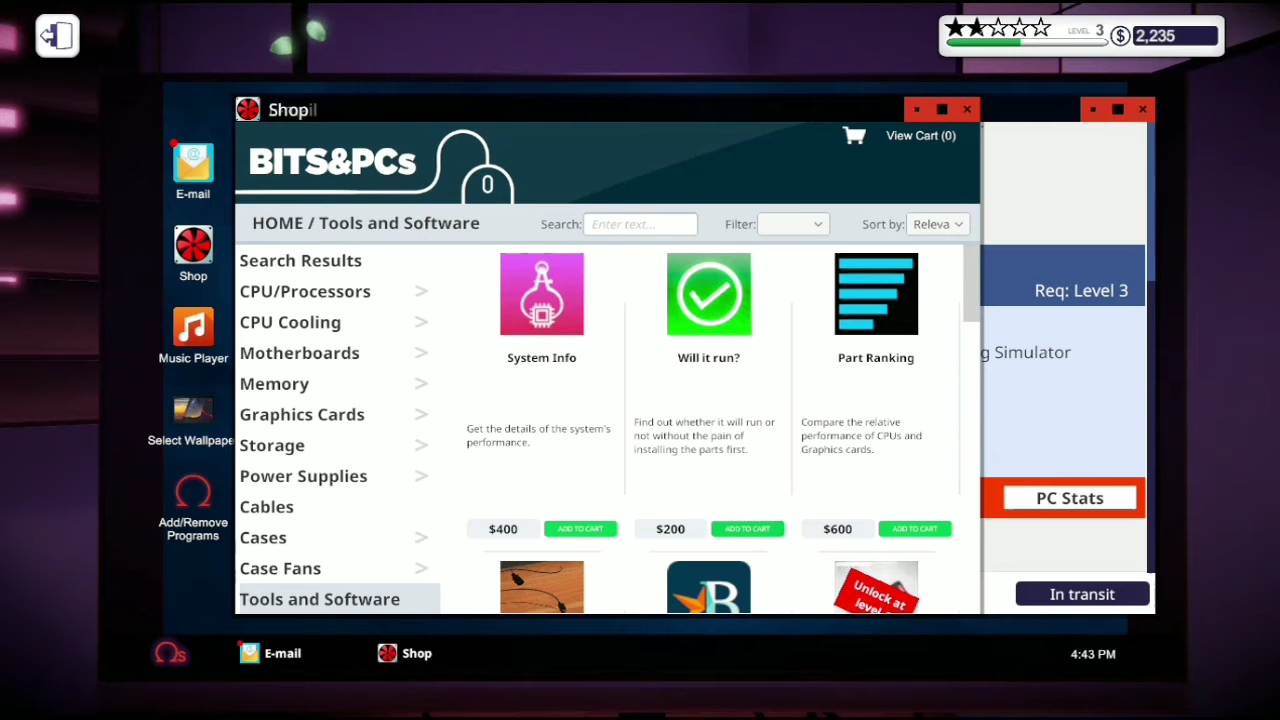 LEVEL 3
$ 2,235
Shop
BITS&PCs
View Cart (0)
HOME / Tools and Software
Search: Enter text...
Filter:
Sort by: Releva
E-mail
Shop
Music Player
Select Wallpape
Add/Remove
Programs
Search Results
CPU/Processors >
CPU Cooling >
Motherboards >
Memory >
Graphics Cards >
Storage >
Power Supplies >
Cables
Cases >
Case Fans >
Tools and Software
System Info
Get the details of the system's
performance.
$400 ADD TO CART
Will it run?
Find out whether it will run or
not without the pain of
installing the parts first.
$200 ADD TO CART
Part Ranking
Compare the relative
performance of CPUs and
Graphics cards.
$600 ADD TO CART
B
Unlock at
Req: Level 3
g Simulator
PC Stats
In transit
Ωs
E-mail
Shop
4:43 PM